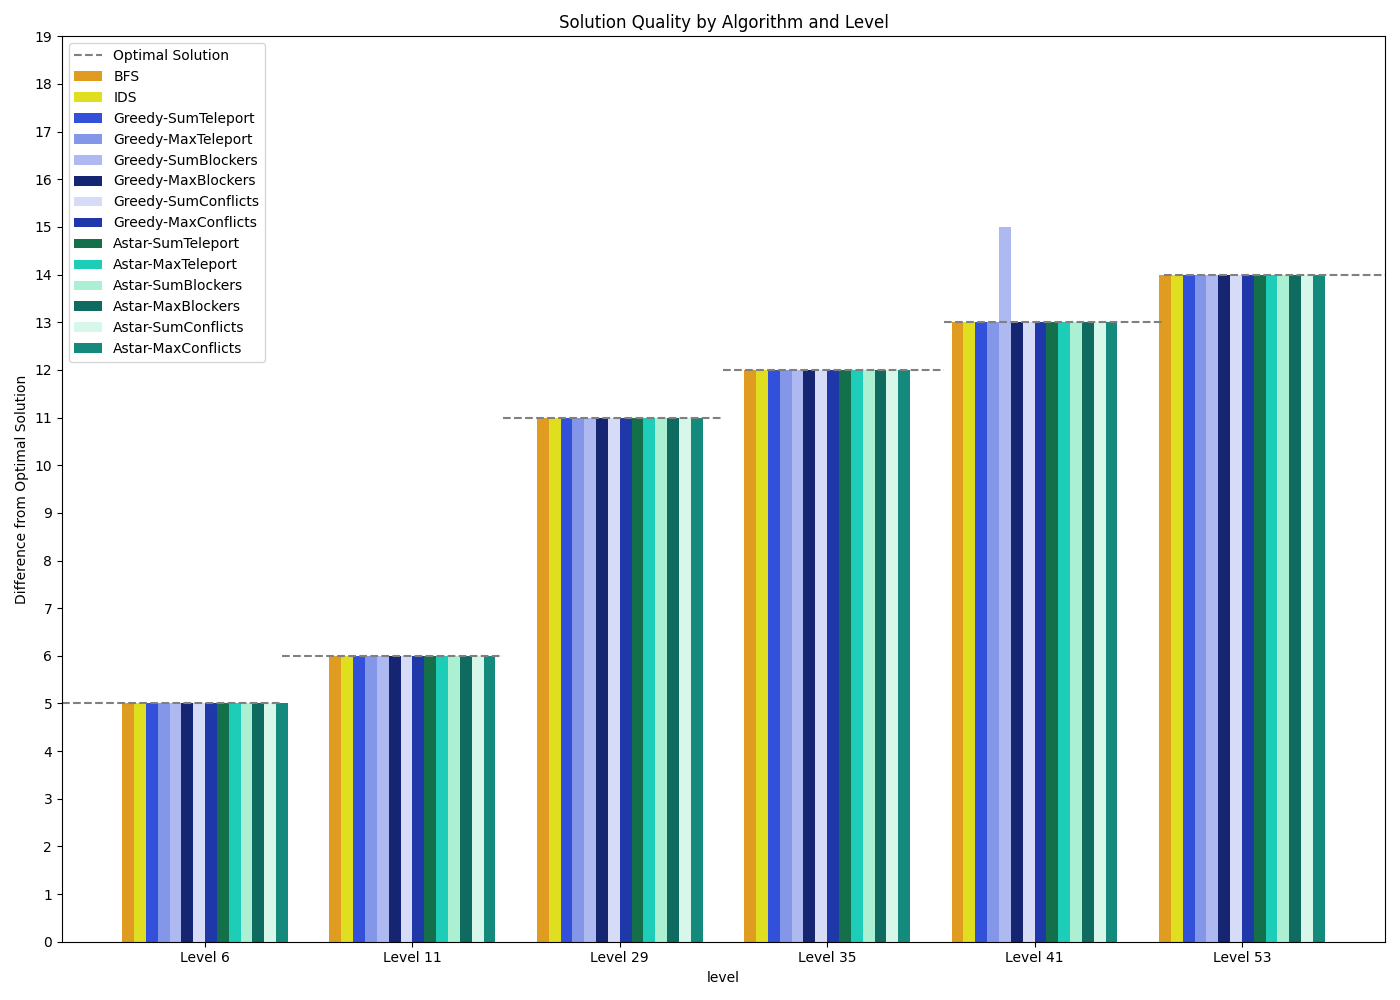 Solution Quality by Algorithm and Level
Optimal Solution
BFS
IDS
Greedy-SumTeleport
Greedy-MaxTeleport
Greedy-SumBlockers
Greedy-MaxBlockers
Greedy-SumConflicts
Greedy-MaxConflicts
Astar-SumTeleport
Astar-MaxTeleport
Astar-SumBlockers
Astar-MaxBlockers
Astar-SumConflicts
Astar-MaxConflicts
Difference from Optimal Solution
19
18
17
16
15
14
13
12
11
10
9
8
7
6
5
4
3
2
1
0
Level 6
Level 11
Level 29
Level 35
Level 41
Level 53
level